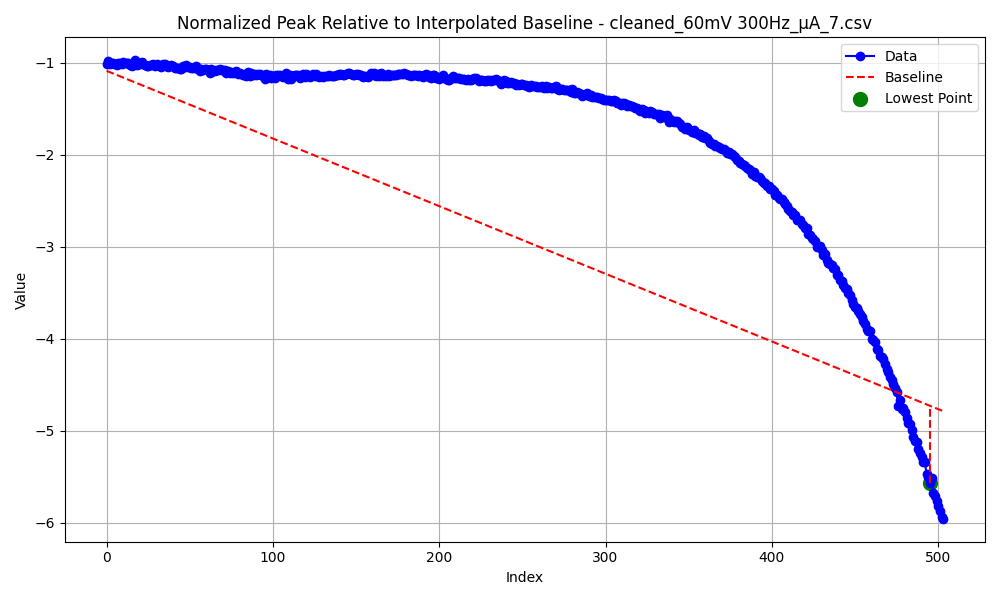 Normalized Peak Relative to Interpolated Baseline - cleaned_60mV 300Hz_μA_7.csv
Data
Baseline
Lowest Point
Value
−1
−2
−3
−4
−5
−6
0 100 200 300 400 500
Index